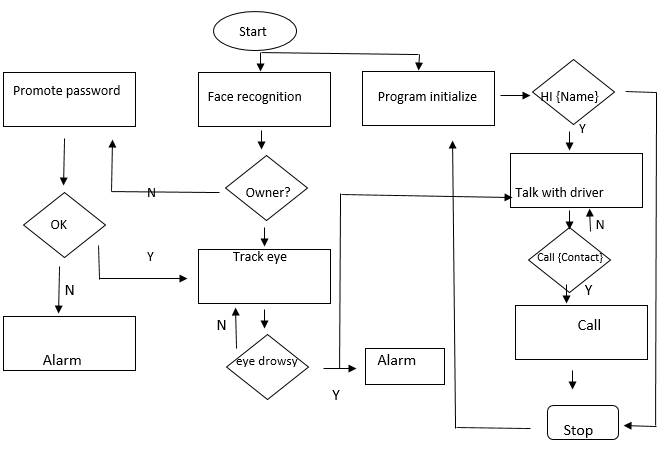 Start
Promote password
Face recognition
Program initialize
HI {Name}
Y
N
Owner?
Talk with driver
OK
N
Y
Track eye
Call {Contact}
N
Y
N
Call
Alarm
eye drowsy
Alarm
Y
Stop